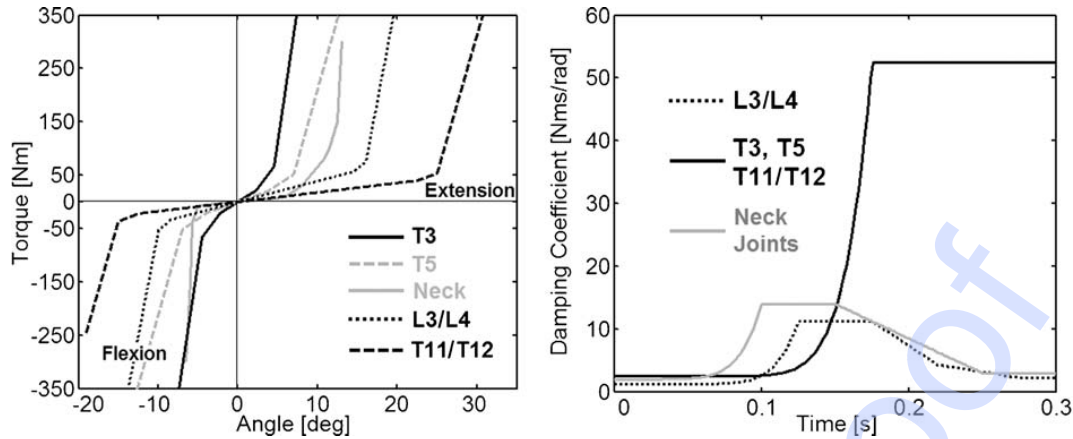 350
250
150
50
0
-50
-150
-250
-350
Torque [Nm]
-20
-10
0
10
20
30
Angle [deg]
Extension
Flexion
T3
T5
Neck
L3/L4
T11/T12
60
50
40
30
20
10
0
Damping Coefficient [Nms/rad]
0
0.1
0.2
0.3
Time [s]
L3/L4
T3, T5
T11/T12
Neck
Joints
oof